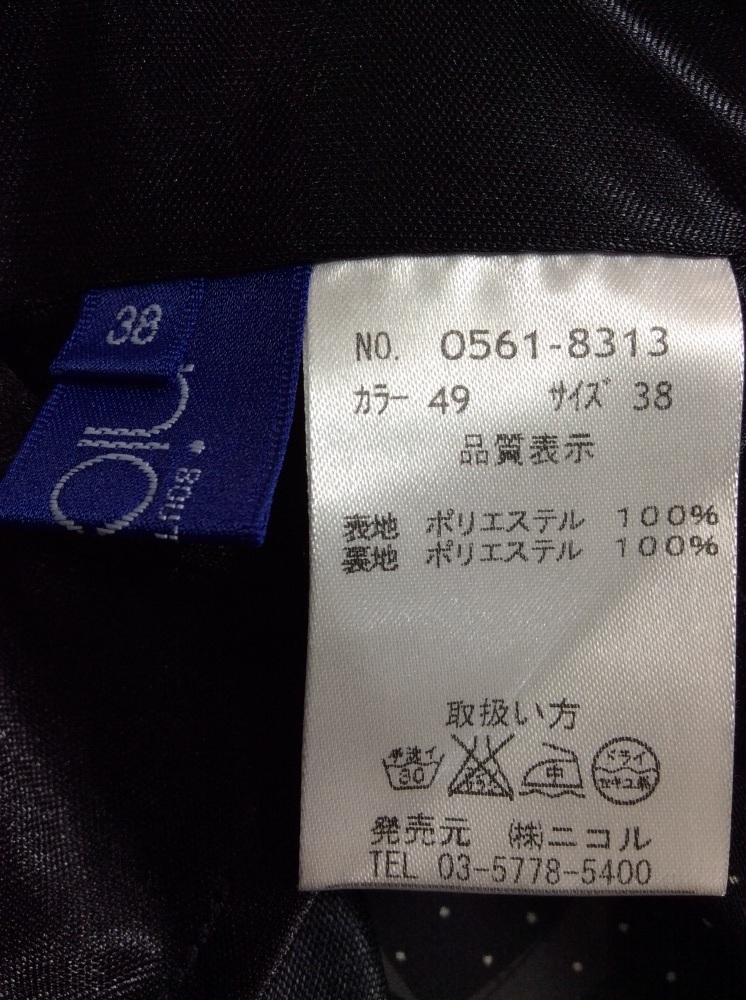 38
NO. 0561-8313
カラー 49 サイズ 38
品質表示
表地 ポリエステル 100%
裏地 ポリエステル 100%
取扱い方
手洗イ
30
中
ドライ
セキユ系
発売元 (株)ニコル
TEL 03-5778-5400